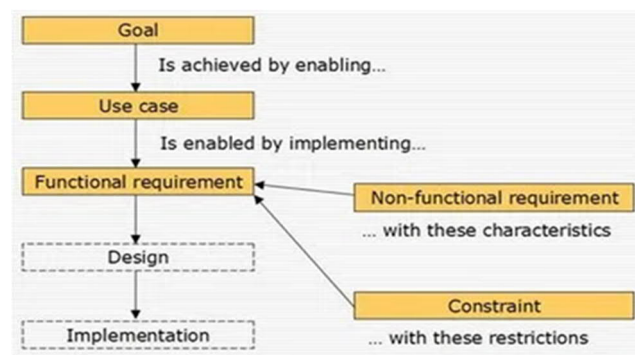 Goal
Is achieved by enabling...
Use case
Is enabled by implementing...
Functional requirement
Non-functional requirement
... with these characteristics
Design
Constraint
... with these restrictions
Implementation